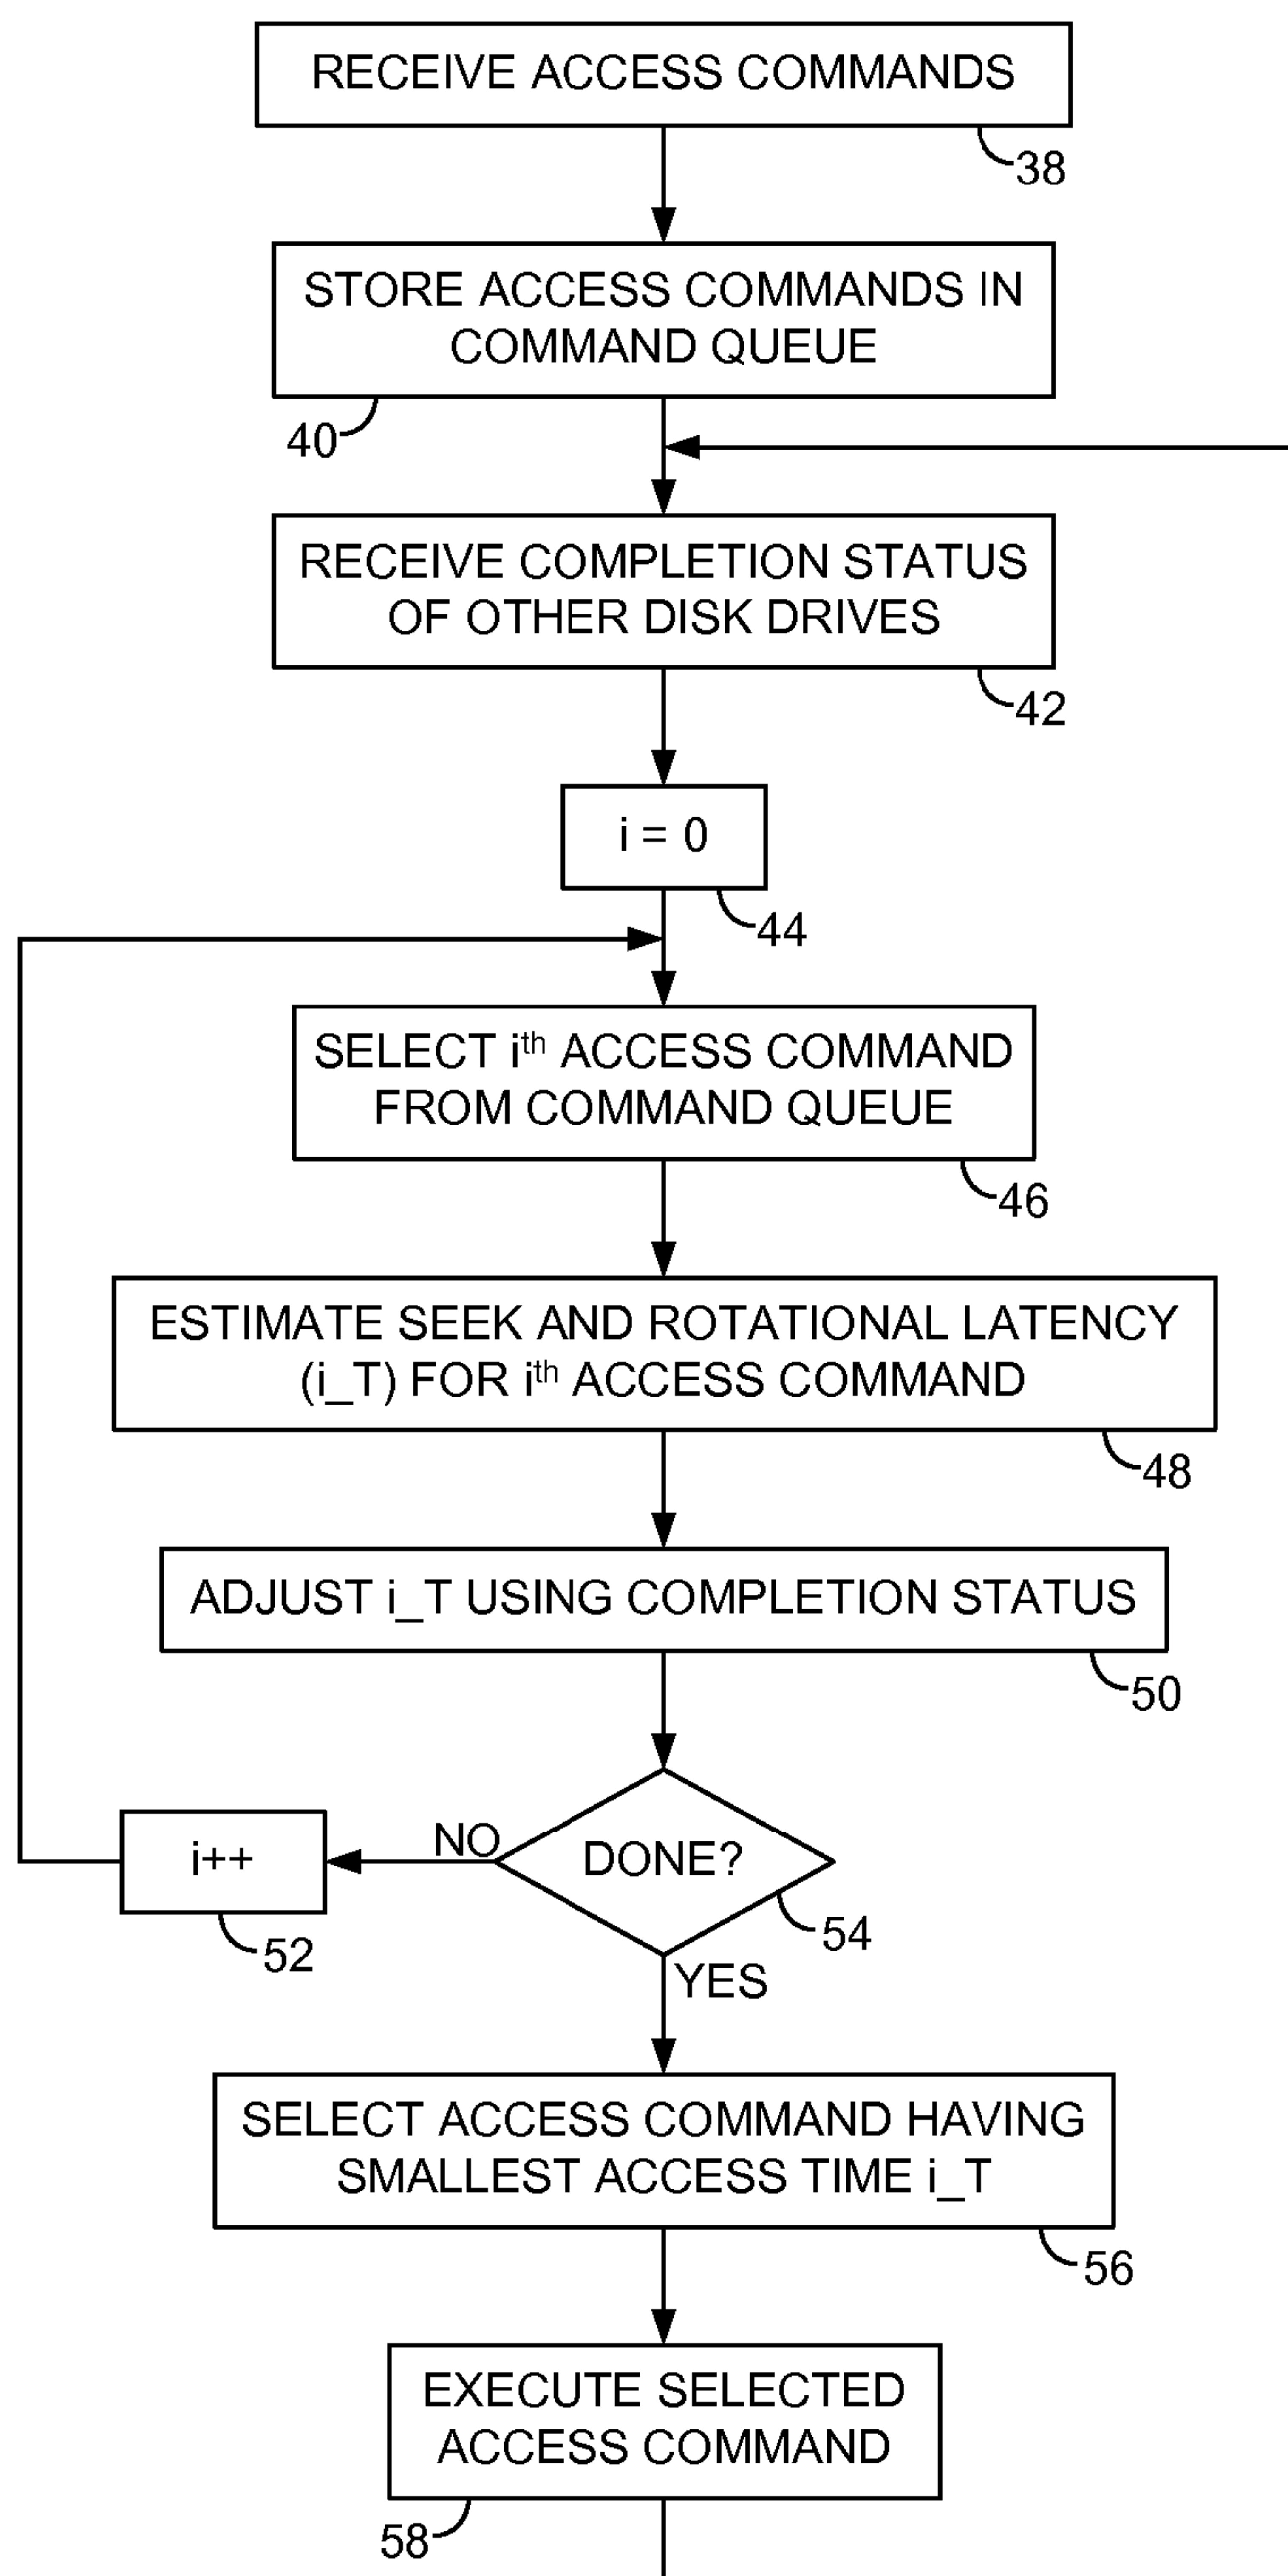 RECEIVE ACCESS COMMANDS
38
STORE ACCESS COMMANDS IN
COMMAND QUEUE
40
RECEIVE COMPLETION STATUS
OF OTHER DISK DRIVES
42
i = 0
44
SELECT ith ACCESS COMMAND
FROM COMMAND QUEUE
46
ESTIMATE SEEK AND ROTATIONAL LATENCY
(i_T) FOR ith ACCESS COMMAND
48
ADJUST i_T USING COMPLETION STATUS
50
NO
DONE?
i++
52
54
YES
SELECT ACCESS COMMAND HAVING
SMALLEST ACCESS TIME i_T
56
EXECUTE SELECTED
ACCESS COMMAND
58